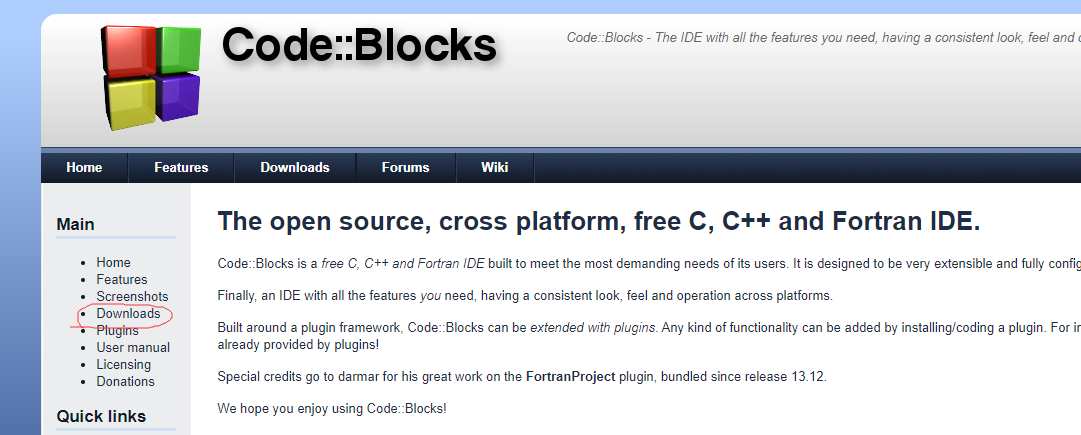 Code::Blocks
Code::Blocks - The IDE with all the features you need, having a consistent look, feel and
Home Features Downloads Forums Wiki
Main
Home
Features
Screenshots
Downloads
Plugins
User manual
Licensing
Donations
Quick links
The open source, cross platform, free C, C++ and Fortran IDE.
Code::Blocks is a free C, C++ and Fortran IDE built to meet the most demanding needs of its users. It is designed to be very extensible and fully config
Finally, an IDE with all the features you need, having a consistent look, feel and operation across platforms.
Built around a plugin framework, Code::Blocks can be extended with plugins. Any kind of functionality can be added by installing/coding a plugin. For in
already provided by plugins!
Special credits go to darmar for his great work on the FortranProject plugin, bundled since release 13.12.
We hope you enjoy using Code::Blocks!